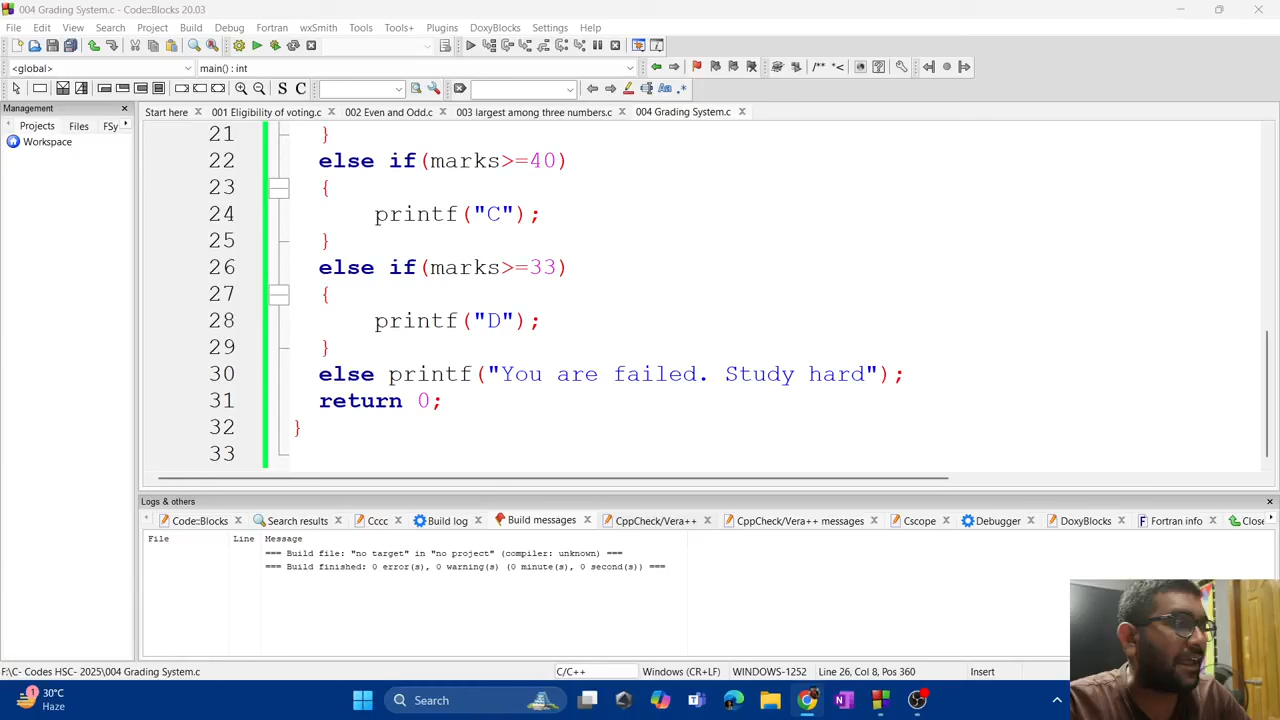 004 Grading System.c - Code::Blocks 20.03
File Edit View Search Project Build Debug Fortran wxSmith Tools Tools+ Plugins DoxyBlocks Settings Help
<global> main() : int
/** *<
S C Aa .*
Management
Projects Files FSy
Workspace
Start here 001 Eligibility of voting.c 002 Even and Odd.c 003 largest among three numbers.c 004 Grading System.c
21 }
22 else if(marks>=40)
23 {
24 printf("C");
25 }
26 else if(marks>=33)
27 {
28 printf("D");
29 }
30 else printf("You are failed. Study hard");
31 return 0;
32 }
33
Logs & others
Code::Blocks Search results Cccc Build log Build messages CppCheck/Vera++ CppCheck/Vera++ messages Cscope Debugger DoxyBlocks Fortran info Close
File Line Message
=== Build file: "no target" in "no project" (compiler: unknown) ===
=== Build finished: 0 error(s), 0 warning(s) (0 minute(s), 0 second(s)) ===
F:\C- Codes HSC- 2025\004 Grading System.c C/C++ Windows (CR+LF) WINDOWS-1252 Line 26, Col 8, Pos 360 Insert
1 30°C
Haze
Search